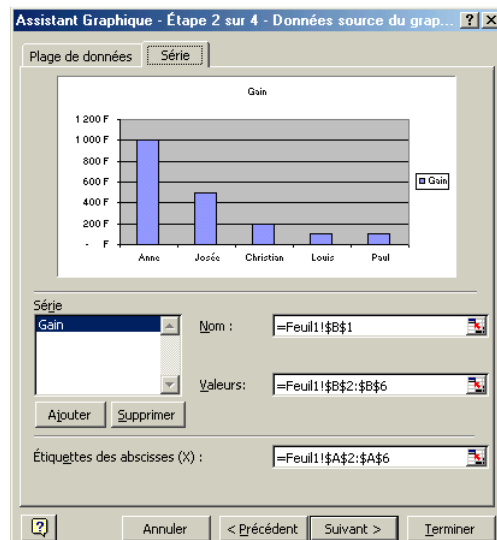 Assistant Graphique - Étape 2 sur 4 - Données source du grap... ? X
Plage de données Série
Gain
1 200 F
1 000 F
800 F
600 F
400 F
200 F
- F
Anne Josée Christian Louis Paul
Gain
Série
Gain
Nom : =Feuil1!$B$1
Valeurs: =Feuil1!$B$2:$B$6
Ajouter Supprimer
Étiquettes des abscisses (X) : =Feuil1!$A$2:$A$6
? Annuler < Précédent Suivant > Terminer